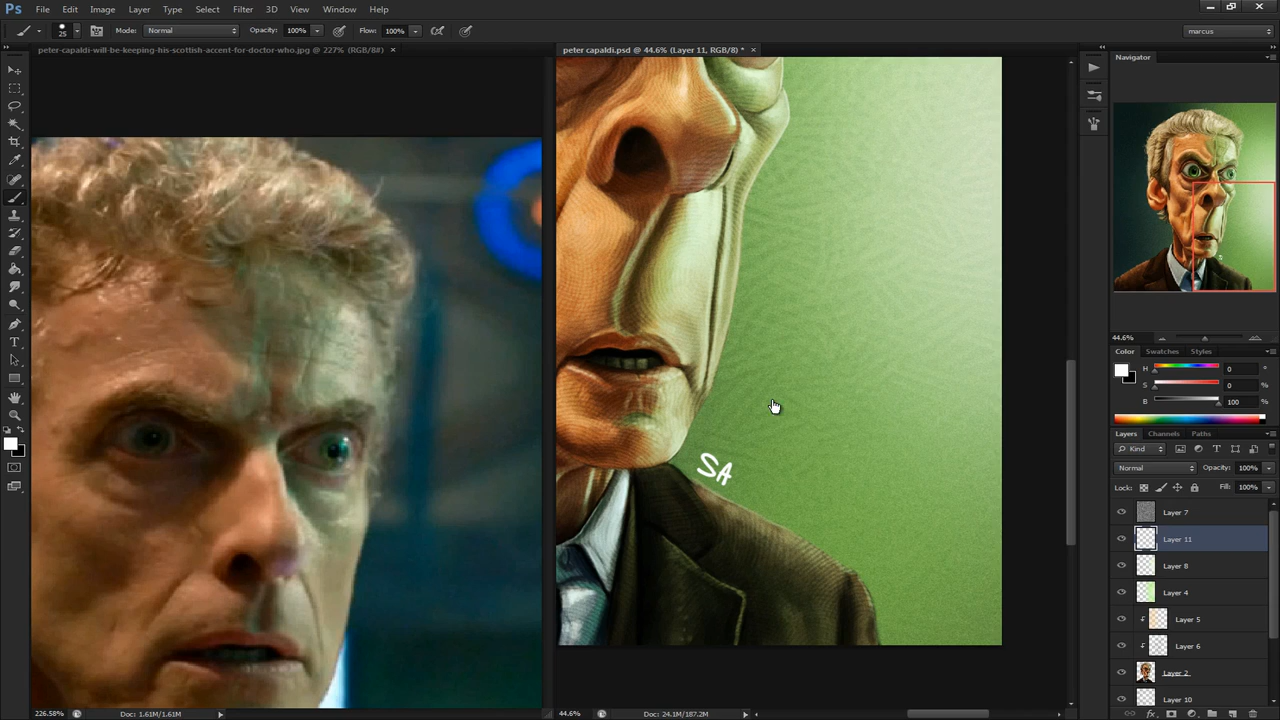 Ps File Edit Image Layer Type Select Filter 3D View Window Help
25 Mode: Normal Opacity: 100% Flow: 100% marcus
peter-capaldi-will-be-keeping-his-scottish-accent-for-doctor-who.jpg @ 227% (RGB/8#) ×
peter capaldi.psd @ 44.6% (Layer 11, RGB/8) * ×
Navigator
44.6%
Color Swatches Styles
H 0 °
S 0 %
B 100 %
Layers Channels Paths
Kind
Normal Opacity: 100%
Lock: Fill: 100%
Layer 7
Layer 11
Layer 8
Layer 4
Layer 5
Layer 6
Layer 2
Layer 10
SA
226.58% Doc: 1.61M/1.61M
44.6% Doc: 24.1M/187.2M